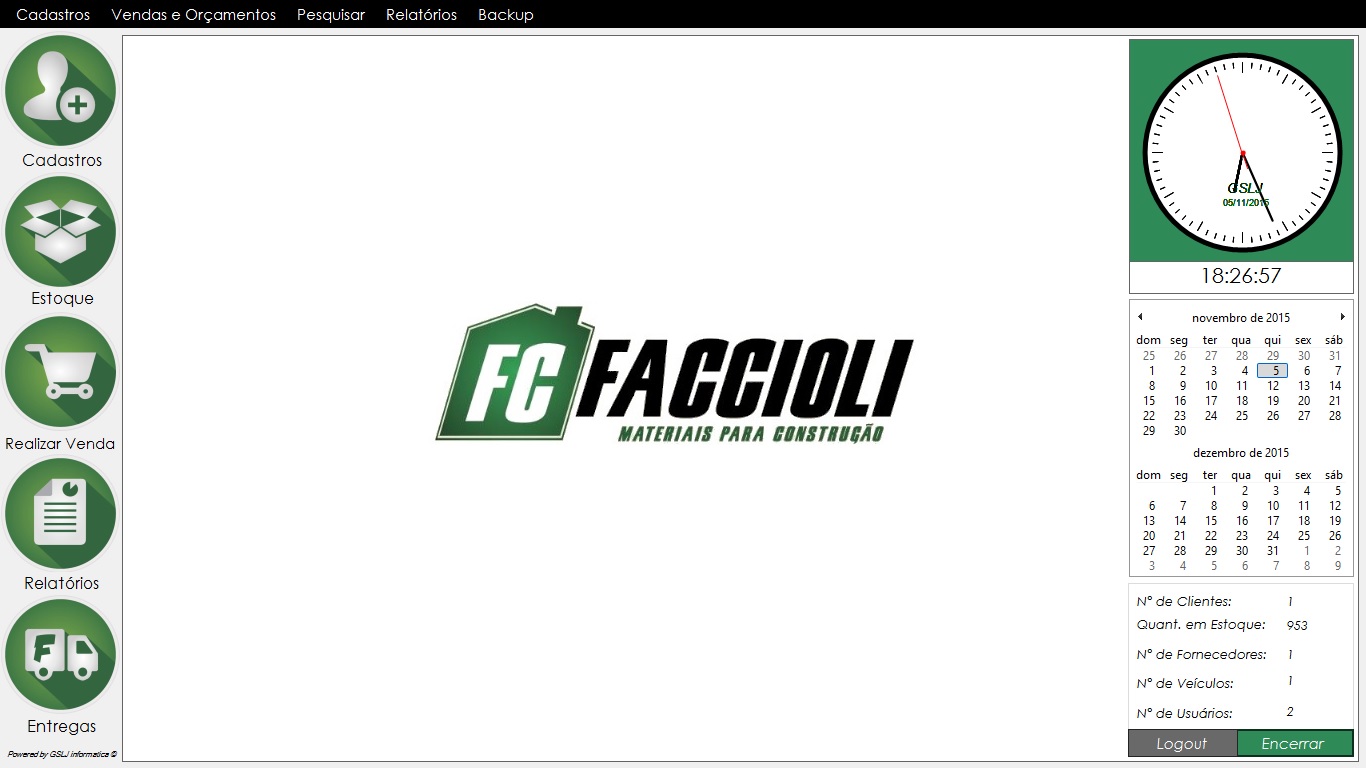 Cadastros Vendas e Orçamentos Pesquisar Relatórios Backup
Cadastros
Estoque
Realizar Venda
Relatórios
F
Entregas
Powered by GSLJ informatica ©
FC FACCIOLI
MATERIAIS PARA CONSTRUÇÃO
GSLJ
05/11/2015
18:26:57
novembro de 2015
dom seg ter qua qui sex sáb
25 26 27 28 29 30 31
1 2 3 4 5 6 7
8 9 10 11 12 13 14
15 16 17 18 19 20 21
22 23 24 25 26 27 28
29 30
dezembro de 2015
dom seg ter qua qui sex sáb
1 2 3 4 5
6 7 8 9 10 11 12
13 14 15 16 17 18 19
20 21 22 23 24 25 26
27 28 29 30 31 1 2
3 4 5 6 7 8 9
Nº de Clientes: 1
Quant. em Estoque: 953
Nº de Fornecedores: 1
Nº de Veículos: 1
Nº de Usuários: 2
Logout Encerrar